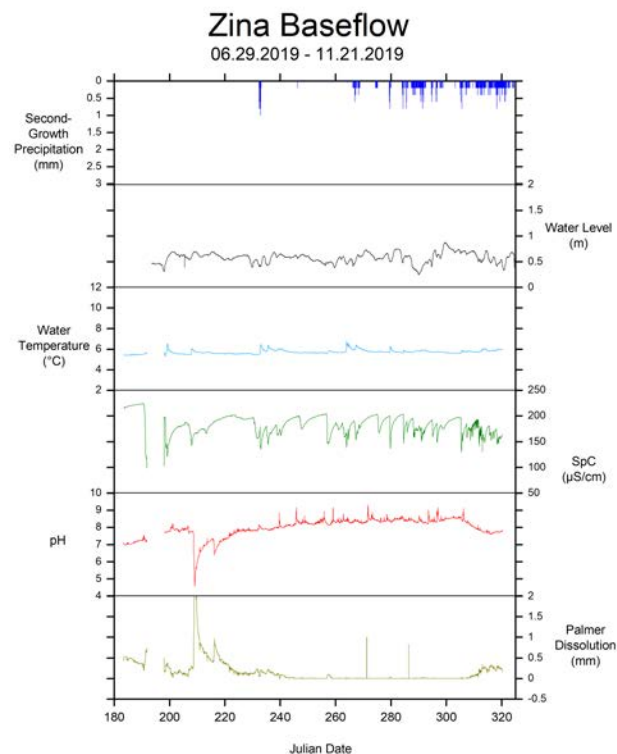 Zina Baseflow
06.29.2019 - 11.21.2019
Second-
Growth
Precipitation
(mm)
0
0.5
1
1.5
2
2.5
3
Water Level
(m)
2
1.5
1
0.5
0
Water
Temperature
(°C)
12
10
8
6
4
2
SpC
(µS/cm)
250
200
150
100
50
pH
10
9
8
7
6
5
4
Palmer
Dissolution
(mm)
2
1.5
1
0.5
0
-0.5
180 200 220 240 260 280 300 320
Julian Date